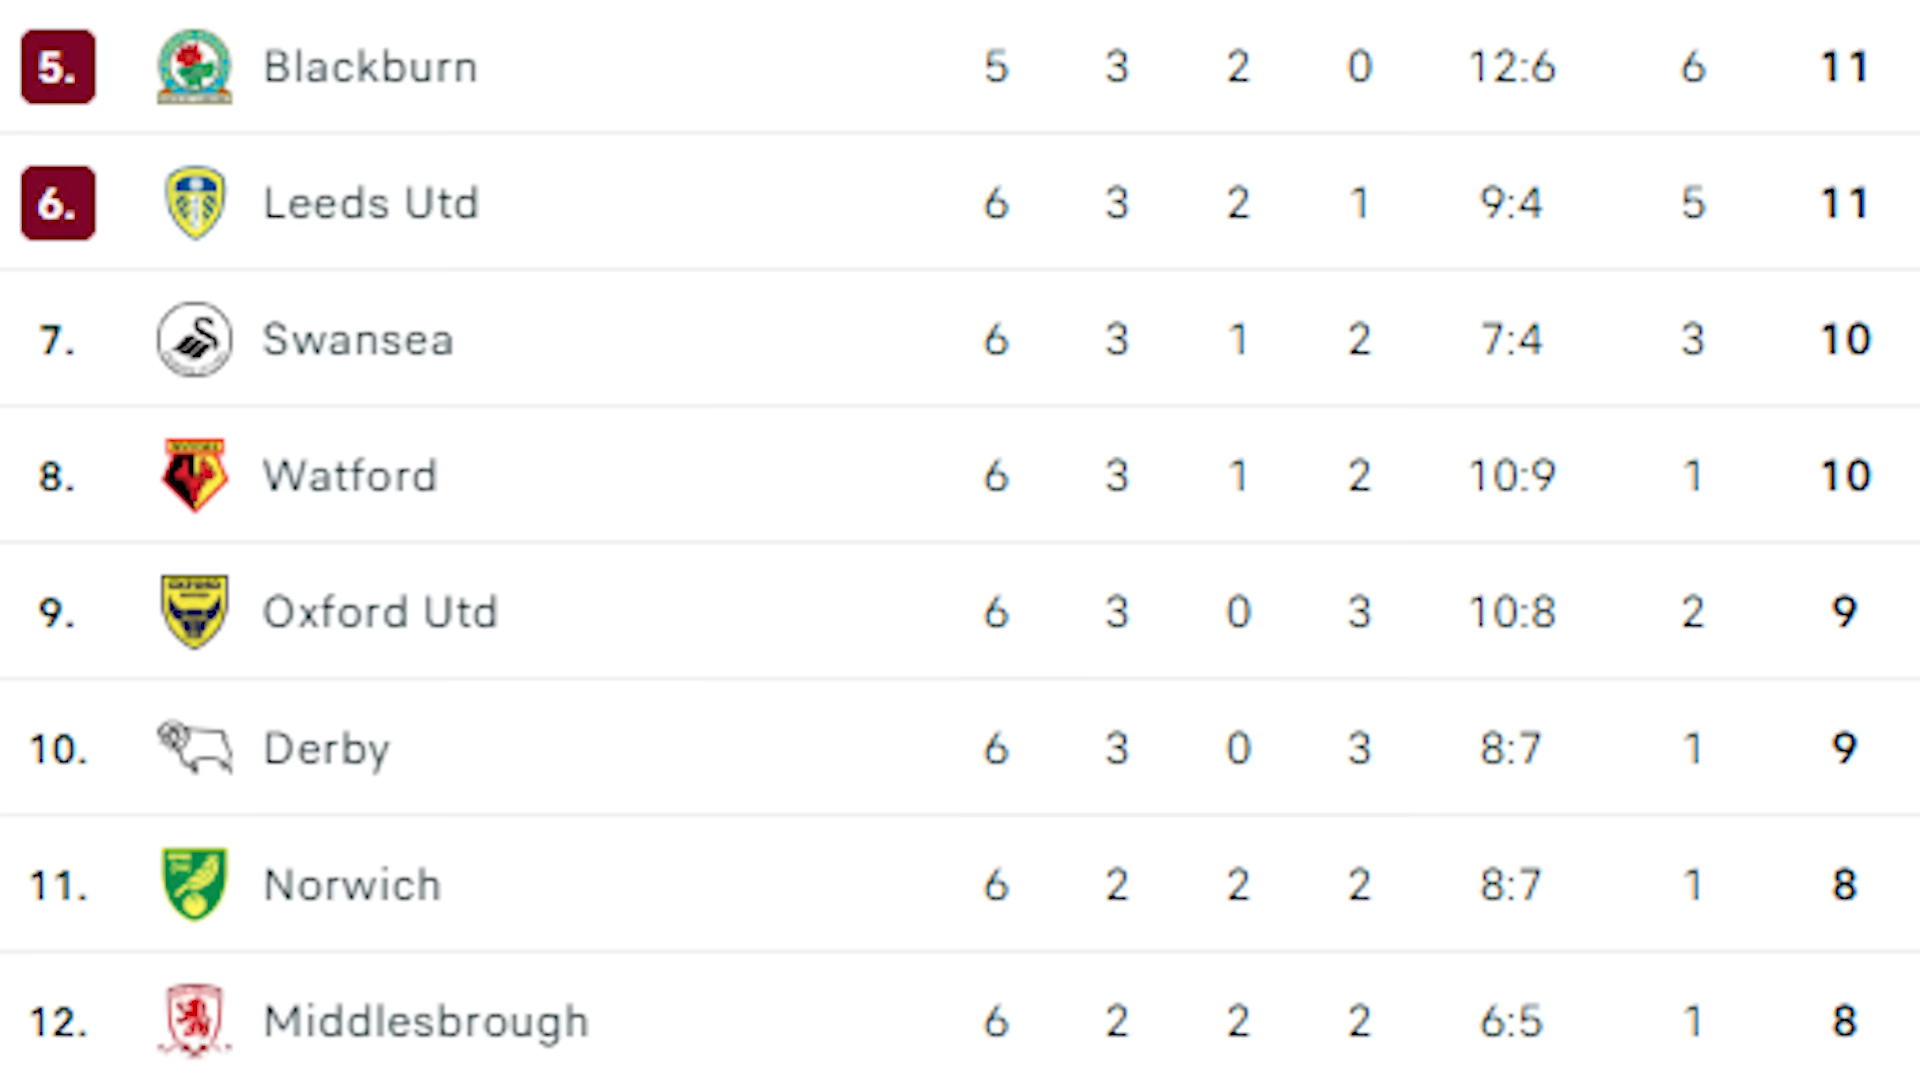 5. Blackburn 5 3 2 0 12:6 6 11
6. Leeds Utd 6 3 2 1 9:4 5 11
7. Swansea 6 3 1 2 7:4 3 10
8. Watford 6 3 1 2 10:9 1 10
9. Oxford Utd 6 3 0 3 10:8 2 9
10. Derby 6 3 0 3 8:7 1 9
11. Norwich 6 2 2 2 8:7 1 8
12. Middlesbrough 6 2 2 2 6:5 1 8